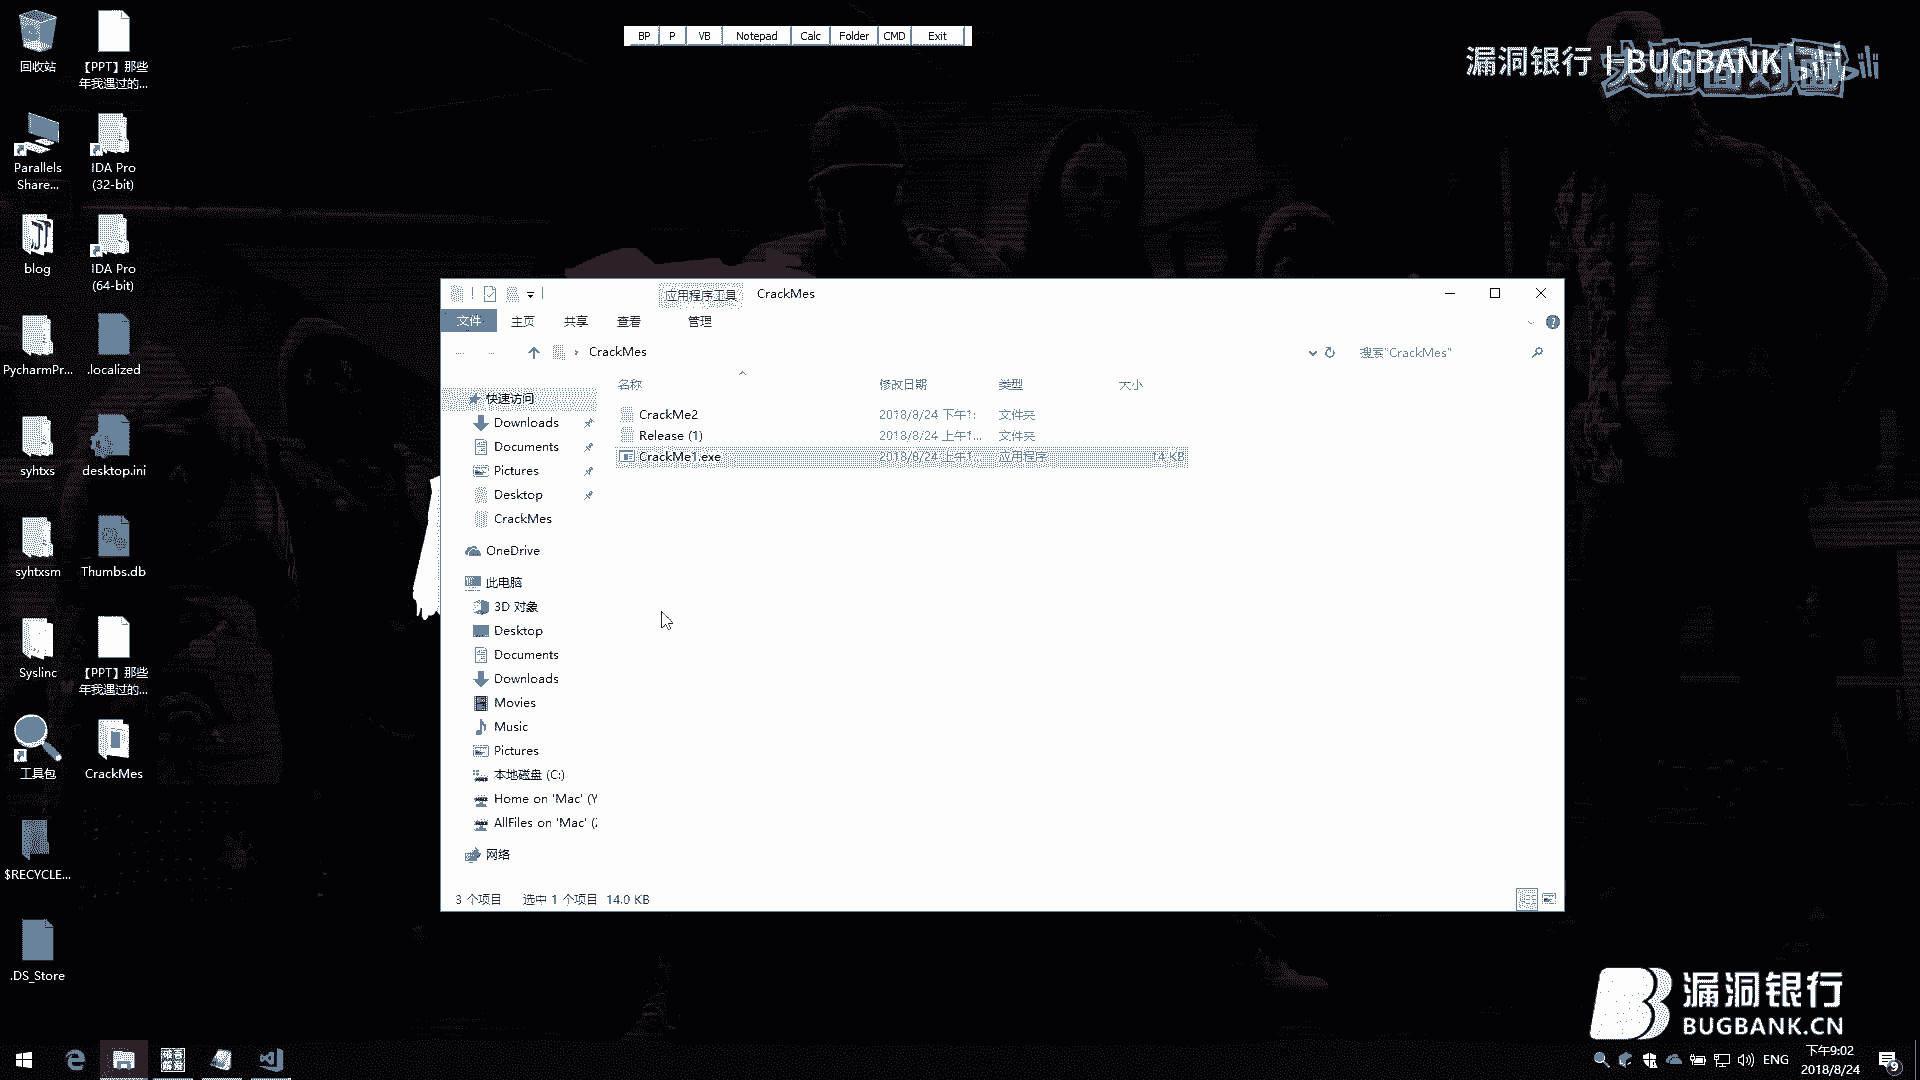 BP P VB Notepad Calc Folder CMD Exit
漏洞银行 | BUGBANK
大咖面对面
bilibili
回收站
【PPT】那些
年我遇过的...
Parallels
Share...
IDA Pro
(32-bit)
blog
IDA Pro
(64-bit)
PycharmPr...
.localized
syhtxs
desktop.ini
syhtxsm
Thumbs.db
Syslinc
【PPT】那些
年我遇过的...
工具包
CrackMes
$RECYCLE...
.DS_Store
应用程序工具 CrackMes
文件 主页 共享 查看 管理
CrackMes
搜索"CrackMes"
名称 修改日期 类型 大小
CrackMe2 2018/8/24 下午1: 文件夹
Release (1) 2018/8/24 上午1... 文件夹
CrackMe1.exe 2018/8/24 上午1... 应用程序 14 KB
快速访问
Downloads
Documents
Pictures
Desktop
CrackMes
OneDrive
此电脑
3D 对象
Desktop
Documents
Downloads
Movies
Music
Pictures
本地磁盘 (C:)
Home on 'Mac' (Y
AllFiles on 'Mac' (Z
网络
3 个项目 选中 1 个项目 14.0 KB
漏洞银行
BUGBANK.CN
ENG
下午9:02
2018/8/24
9